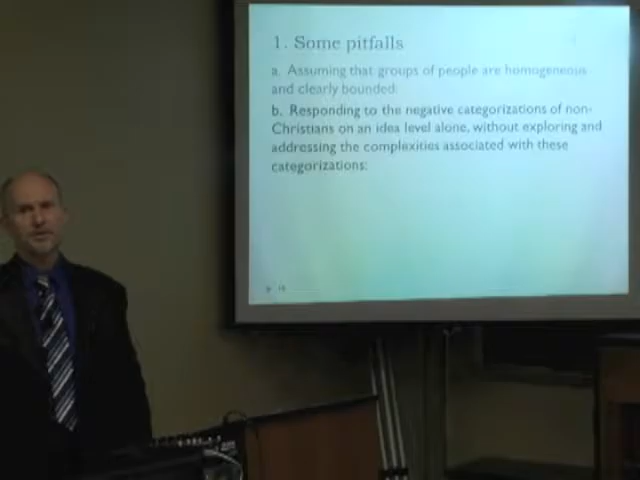 1. Some pitfalls
a. Assuming that groups of people are homogeneous
and clearly bounded.
b. Responding to the negative categorizations of non-
Christians on an idea level alone, without exploring and
addressing the complexities associated with these
categorizations: